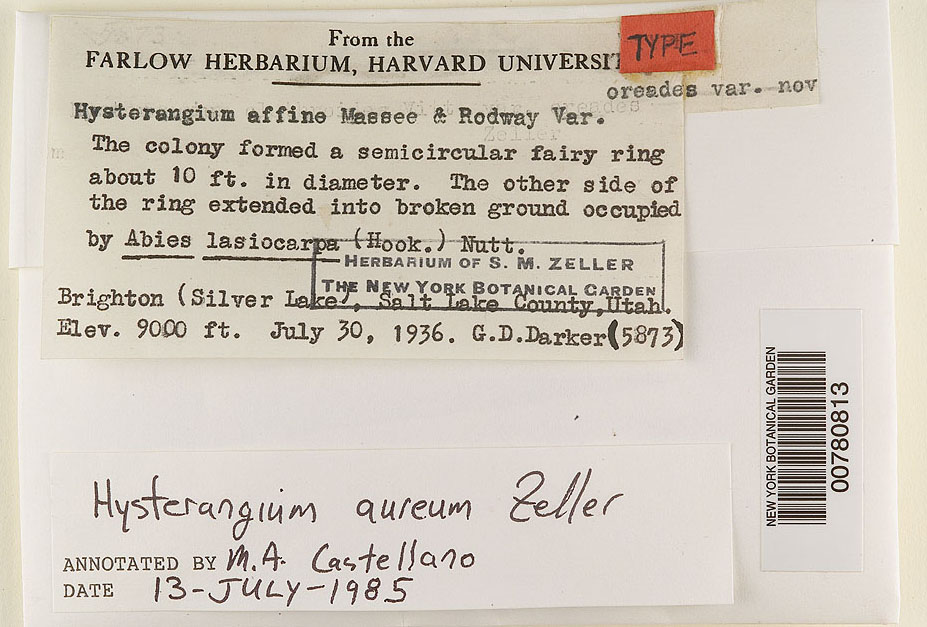 From the
FARLOW HERBARIUM, HARVARD UNIVERSIT
TYPE
oreades var. nov
Hysterangium affine Massee & Rodway Var.
Zeller
The colony formed a semicircular fairy ring
about 10 ft. in diameter. The other side of
the ring extended into broken ground occupied
by Abies lasiocarpa (Hook.) Nutt.
HERBARIUM OF S. M. ZELLER
THE NEW YORK BOTANICAL GARDEN
Brighton (Silver Lake), Salt Lake County, Utah.
Elev. 9000 ft. July 30, 1936. G.D.Darker(5873)
NEW YORK BOTANICAL GARDEN
00780813
Hysterangium aureum Zeller
ANNOTATED BY M.A. Castellano
DATE 13-JULY-1985